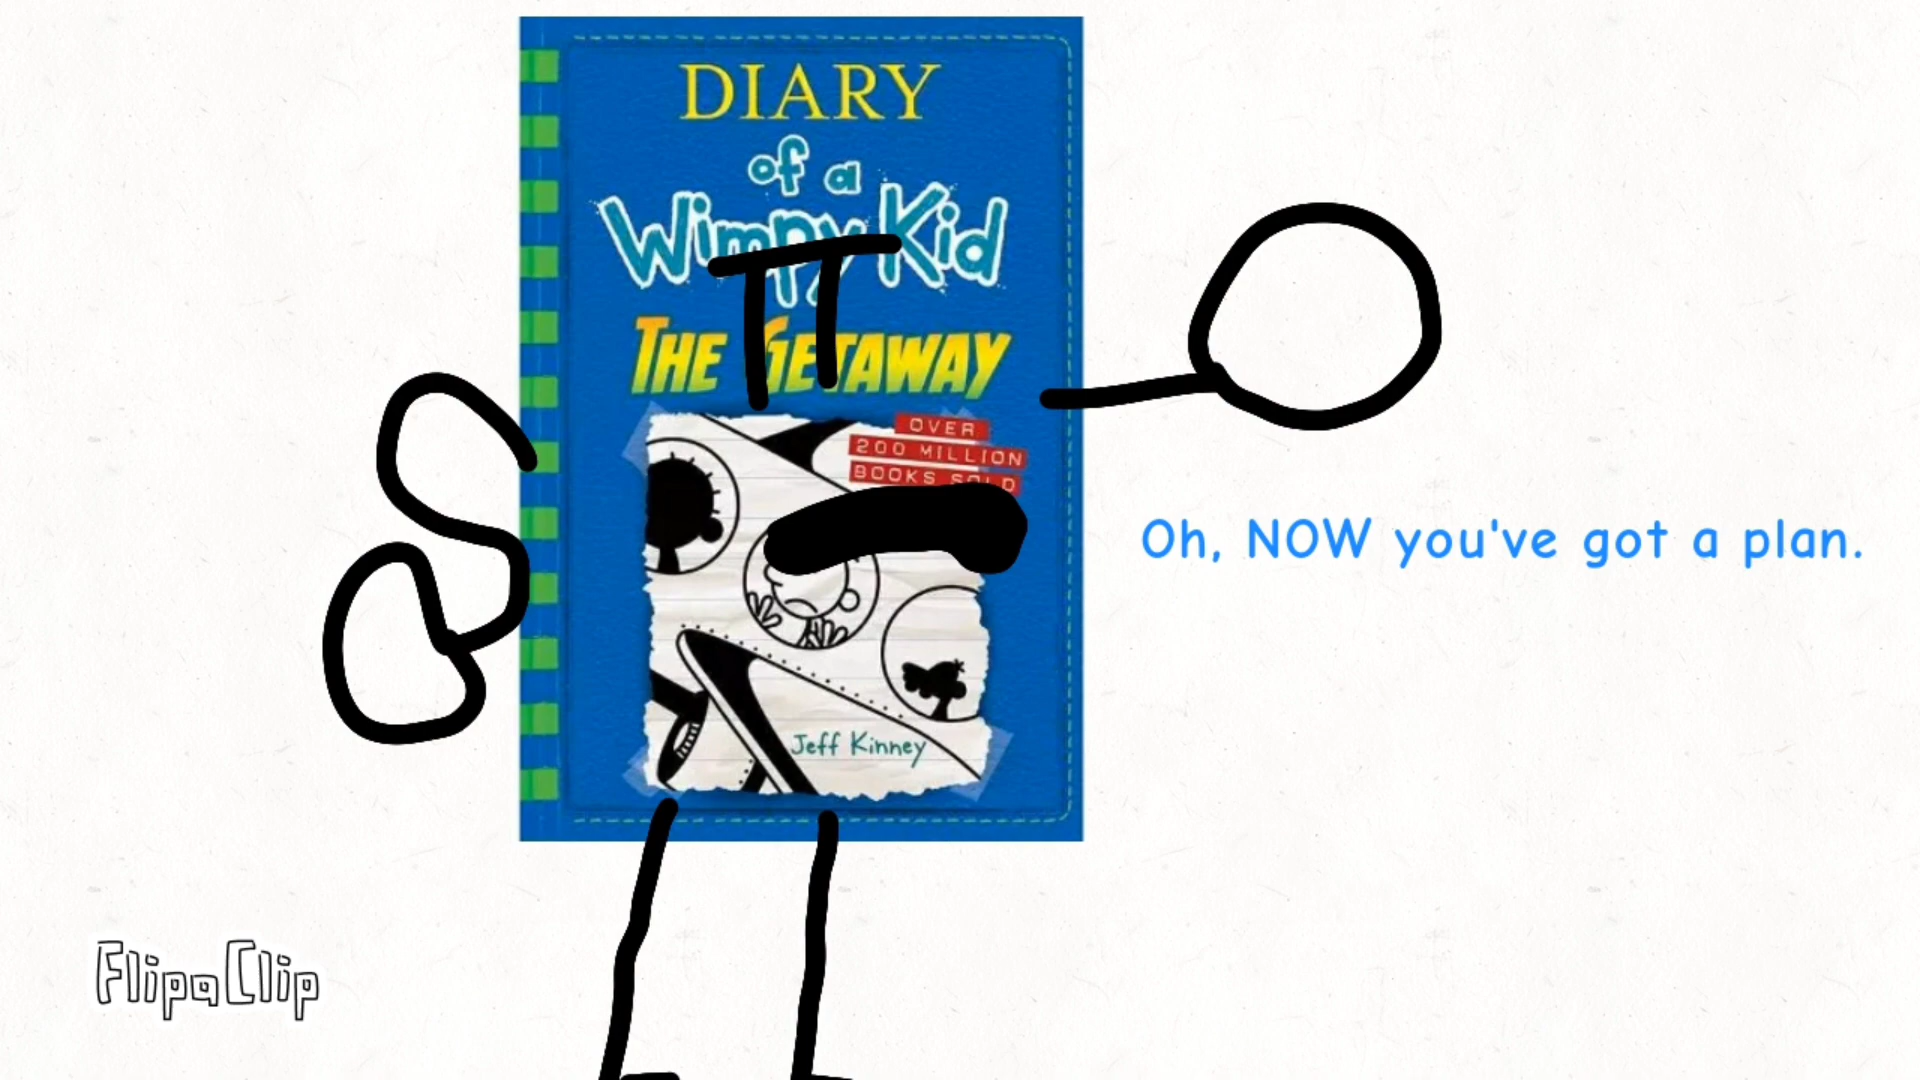 DIARY
of a
Wimpy Kid
THE GETAWAY
OVER
200 MILLION
BOOKS SOLD
Oh, NOW you've got a plan.
Jeff Kinney
FlipaClip